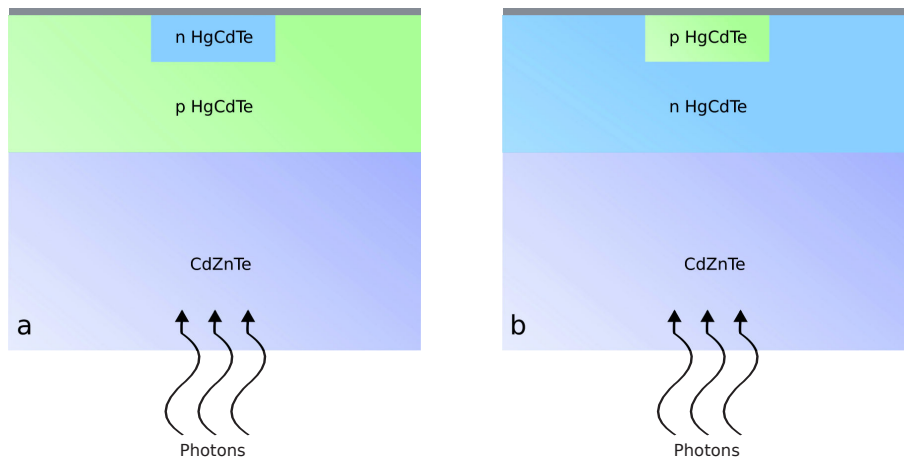 n HgCdTe
p HgCdTe
CdZnTe
a
Photons
p HgCdTe
n HgCdTe
CdZnTe
b
Photons